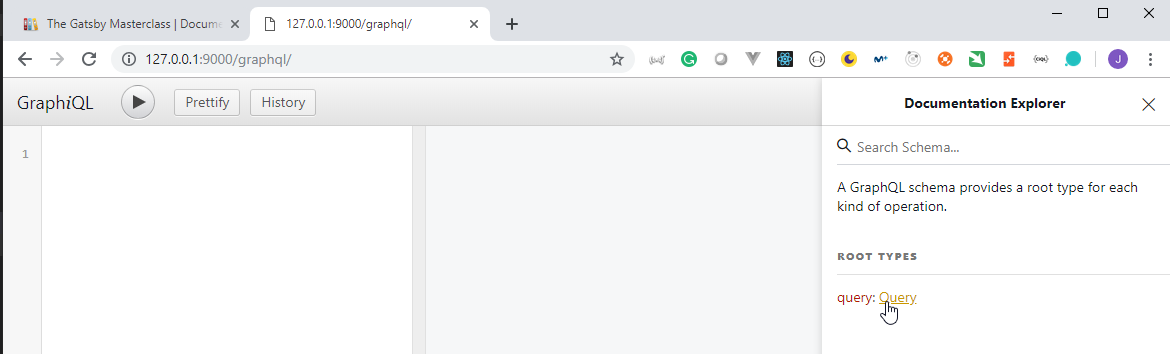 The Gatsby Masterclass | Docume
127.0.0.1:9000/graphql/
127.0.0.1:9000/graphql/
J
GraphiQL
Prettify
History
Documentation Explorer
1
Search Schema...
A GraphQL schema provides a root type for each
kind of operation.
ROOT TYPES
query: Query